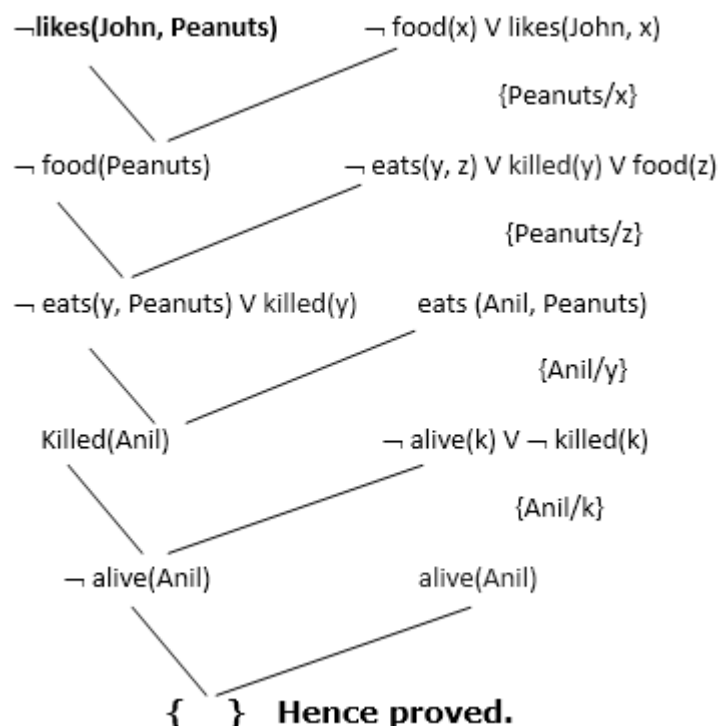 ¬likes(John, Peanuts) ¬ food(x) V likes(John, x)
{Peanuts/x}
¬ food(Peanuts) ¬ eats(y, z) V killed(y) V food(z)
{Peanuts/z}
¬ eats(y, Peanuts) V killed(y) eats (Anil, Peanuts)
{Anil/y}
Killed(Anil) ¬ alive(k) V ¬ killed(k)
{Anil/k}
¬ alive(Anil) alive(Anil)
{ } Hence proved.